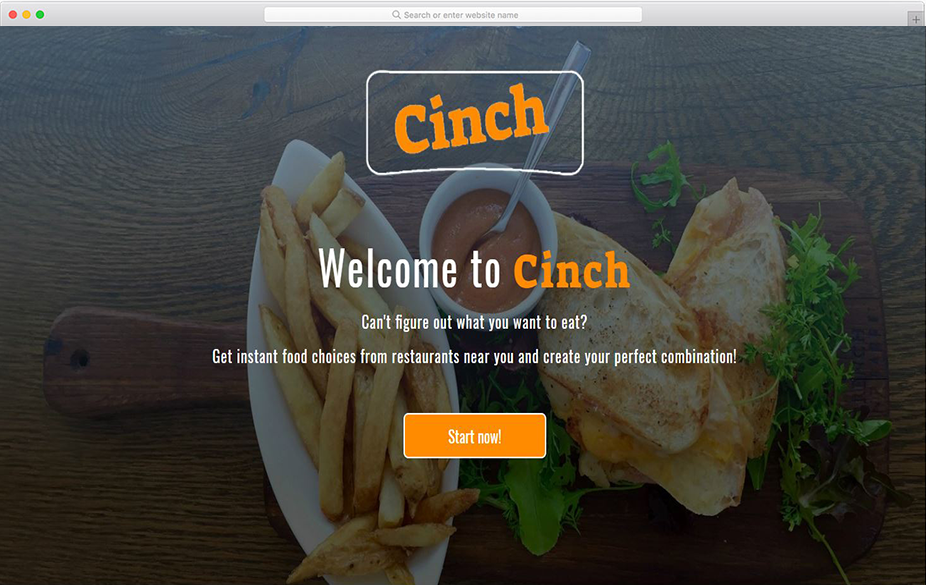 Search or enter website name
Cinch
Welcome to Cinch
Can't figure out what you want to eat?
Get instant food choices from restaurants near you and create your perfect combination!
Start now!